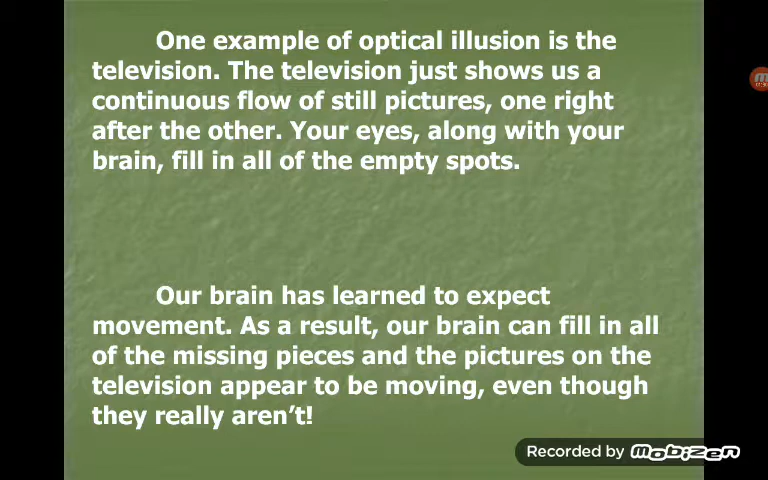 One example of optical illusion is the
television. The television just shows us a
continuous flow of still pictures, one right
after the other. Your eyes, along with your
brain, fill in all of the empty spots.
Our brain has learned to expect
movement. As a result, our brain can fill in all
of the missing pieces and the pictures on the
television appear to be moving, even though
they really aren’t!
Recorded by mobizen